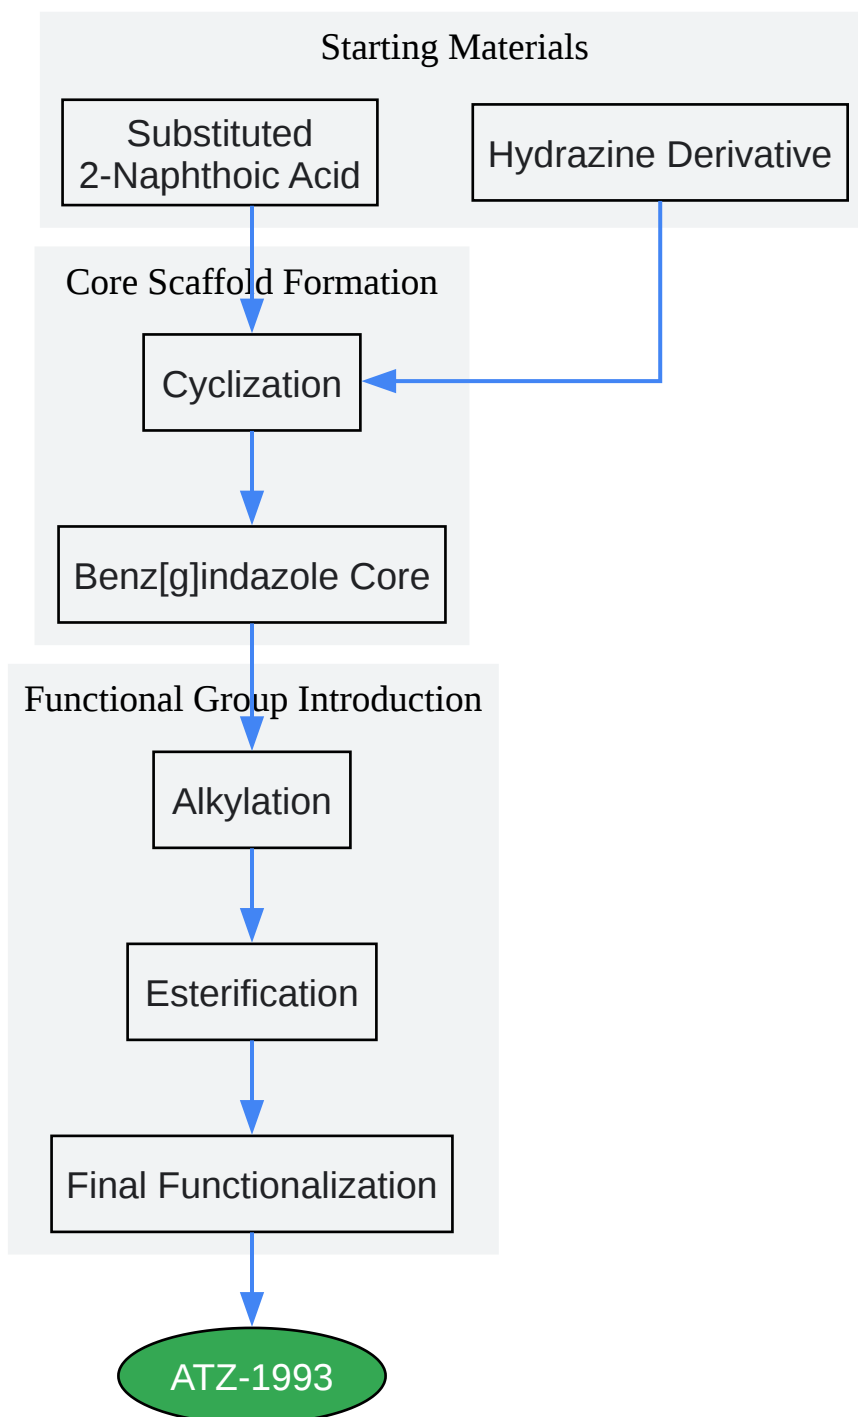 Starting Materials
Substituted
2-Naphthoic Acid
Hydrazine Derivative
Core Scaffold Formation
Cyclization
Benz[g]indazole Core
Functional Group Introduction
Alkylation
Esterification
Final Functionalization
ATZ-1993